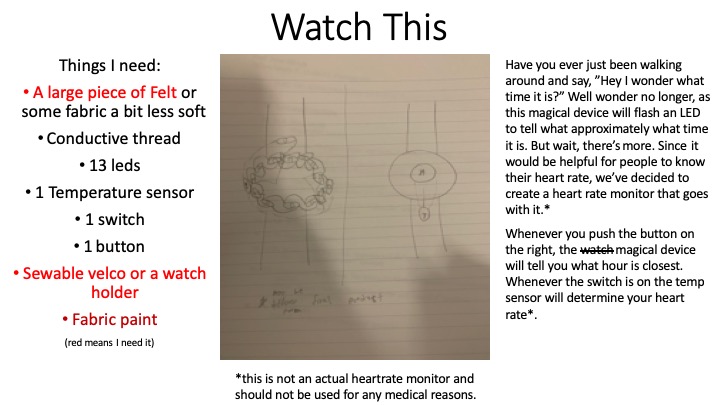 Watch This
Things I need:
• A large piece of Felt or
some fabric a bit less soft
• Conductive thread
• 13 leds
• 1 Temperature sensor
• 1 switch
• 1 button
• Sewable velco or a watch
holder
• Fabric paint
(red means I need it)
Have you ever just been walking
around and say, ”Hey I wonder what
time it is?” Well wonder no longer, as
this magical device will flash an LED
to tell what approximately what time
it is. But wait, there’s more. Since it
would be helpful for people to know
their heart rate, we’ve decided to
create a heart rate monitor that goes
with it.*
Whenever you push the button on
the right, the watch magical device
will tell you what hour is closest.
Whenever the switch is on the temp
sensor will determine your heart
rate*.
may be
final product
*this is not an actual heartrate monitor and
should not be used for any medical reasons.